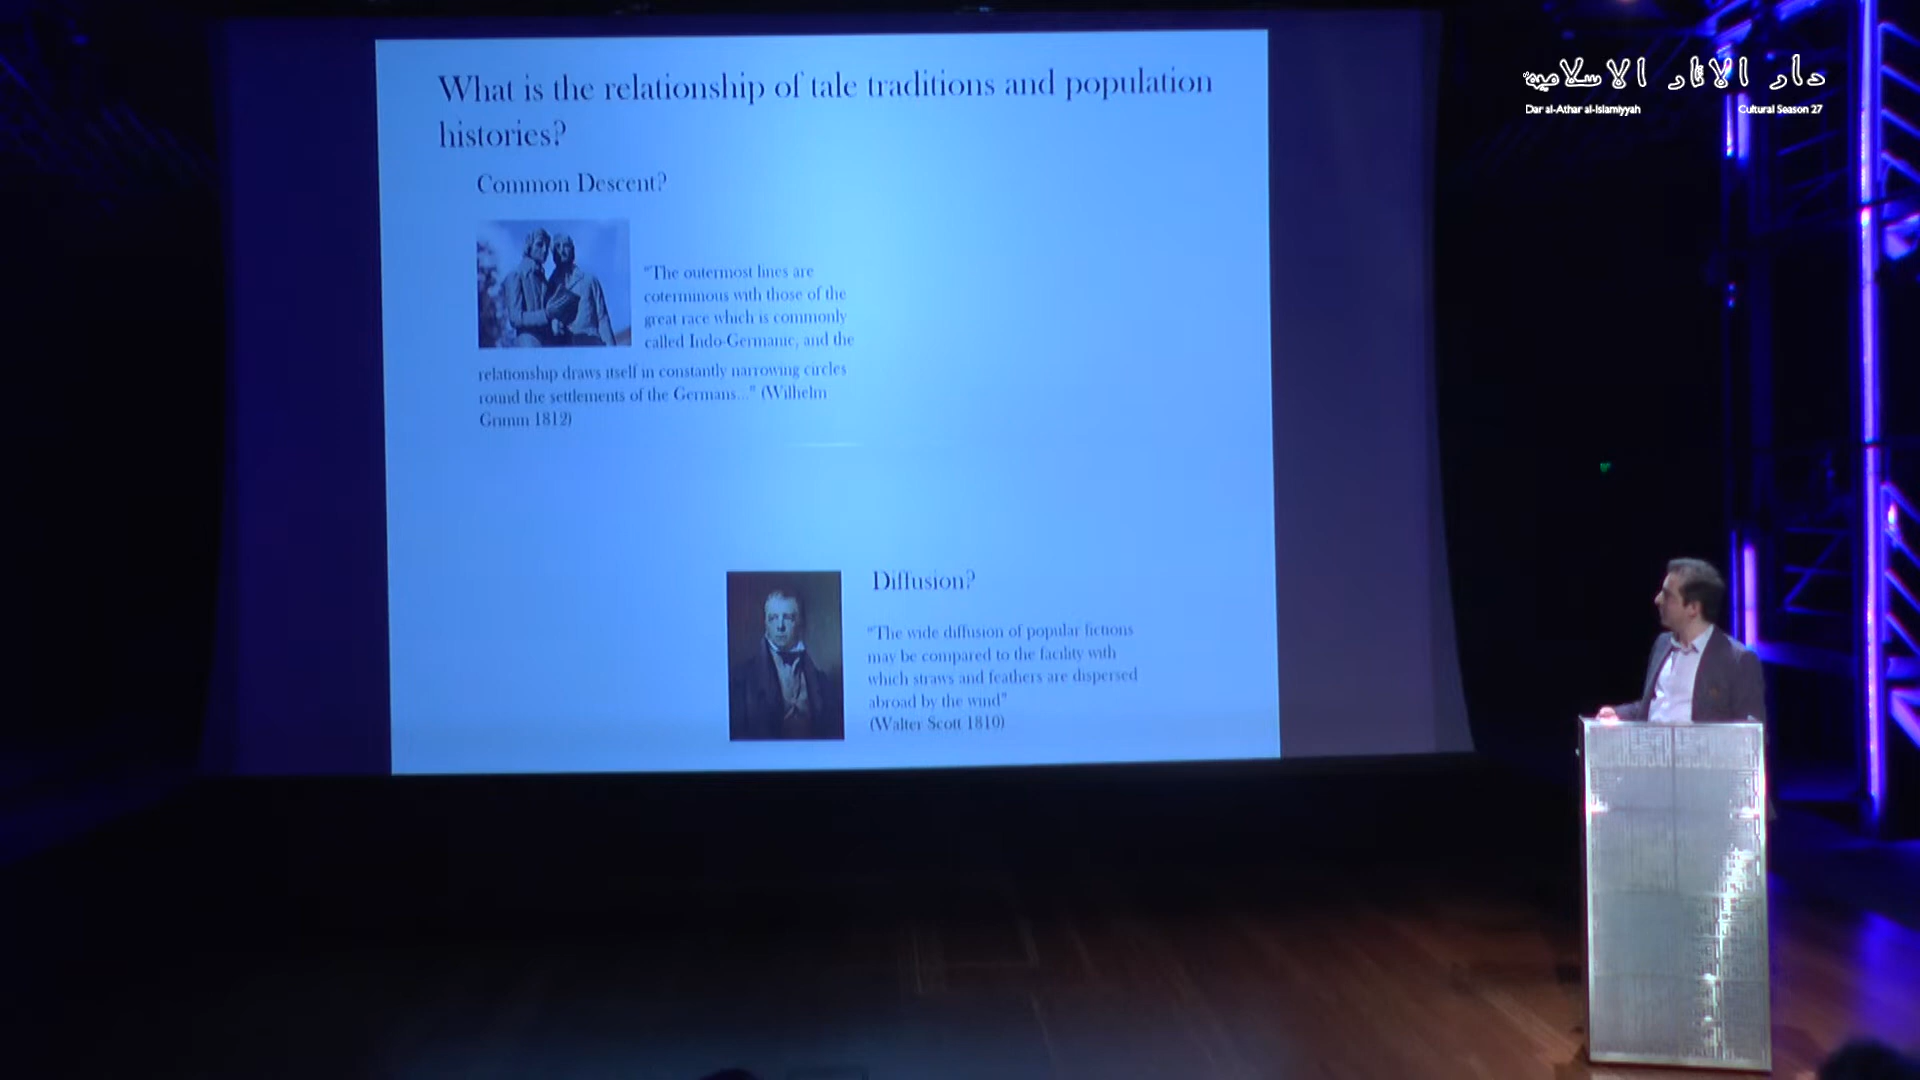 What is the relationship of tale traditions and population
histories?
Common Descent?
"The outermost lines are
coterminous with those of the
great race which is commonly
called Indo-Germanic, and the
relationship draws itself in constantly narrowing circles
round the settlements of the Germans..." (Wilhelm
Grimm 1812)
Diffusion?
"The wide diffusion of popular fictions
may be compared to the facility with
which straws and feathers are dispersed
abroad by the wind"
(Walter Scott 1810)
دار الآثار الإسلامية
Dar al-Athar al-Islamiyyah
Cultural Season 27